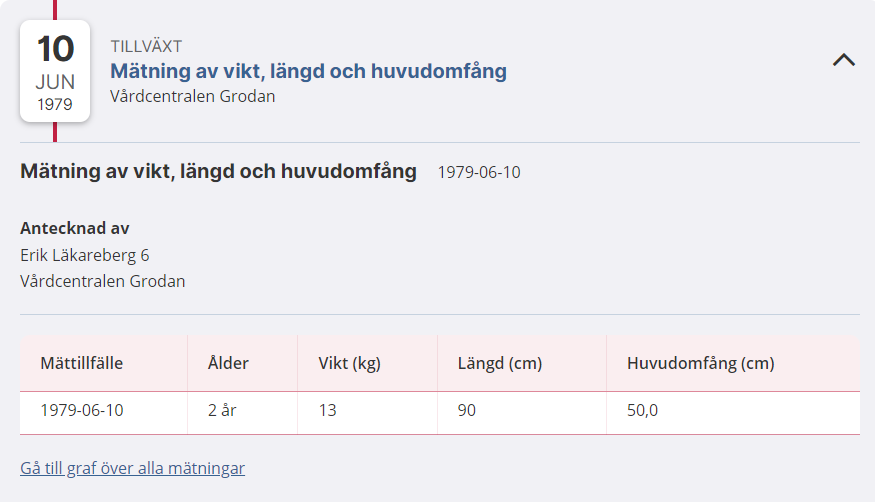 10
JUN
1979
TILLVÄXT
Mätning av vikt, längd och huvudomfång
Vårdcentralen Grodan
Mätning av vikt, längd och huvudomfång 1979-06-10
Antecknad av
Erik Läkareberg 6
Vårdcentralen Grodan
Mättillfälle Ålder Vikt (kg) Längd (cm) Huvudomfång (cm)
1979-06-10 2 år 13 90 50,0
Gå till graf över alla mätningar